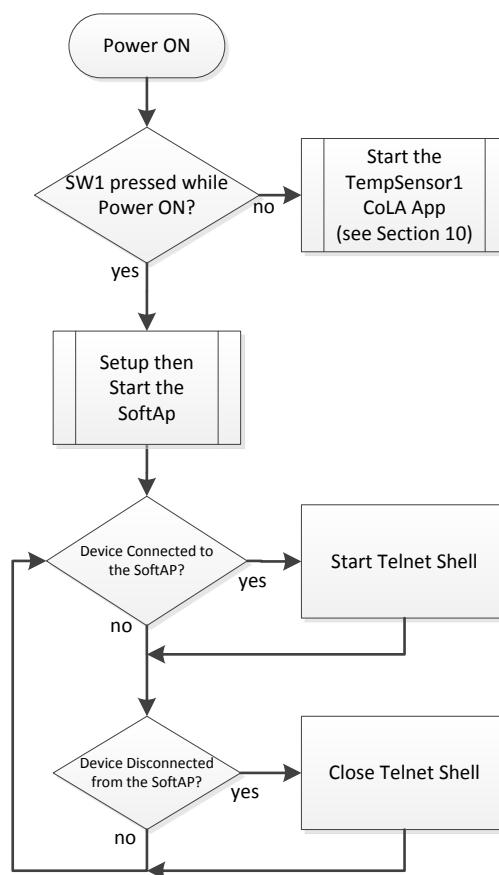 Power ON
SW1 pressed while
Power ON?
no
Start the
TempSensor1
CoLA App
(see Section 10)
yes
Setup then
Start the
SoftAp
Device Connected to
the SoftAP?
yes
Start Telnet Shell
no
Device Disconnected
from the SoftAP?
yes
Close Telnet Shell
no